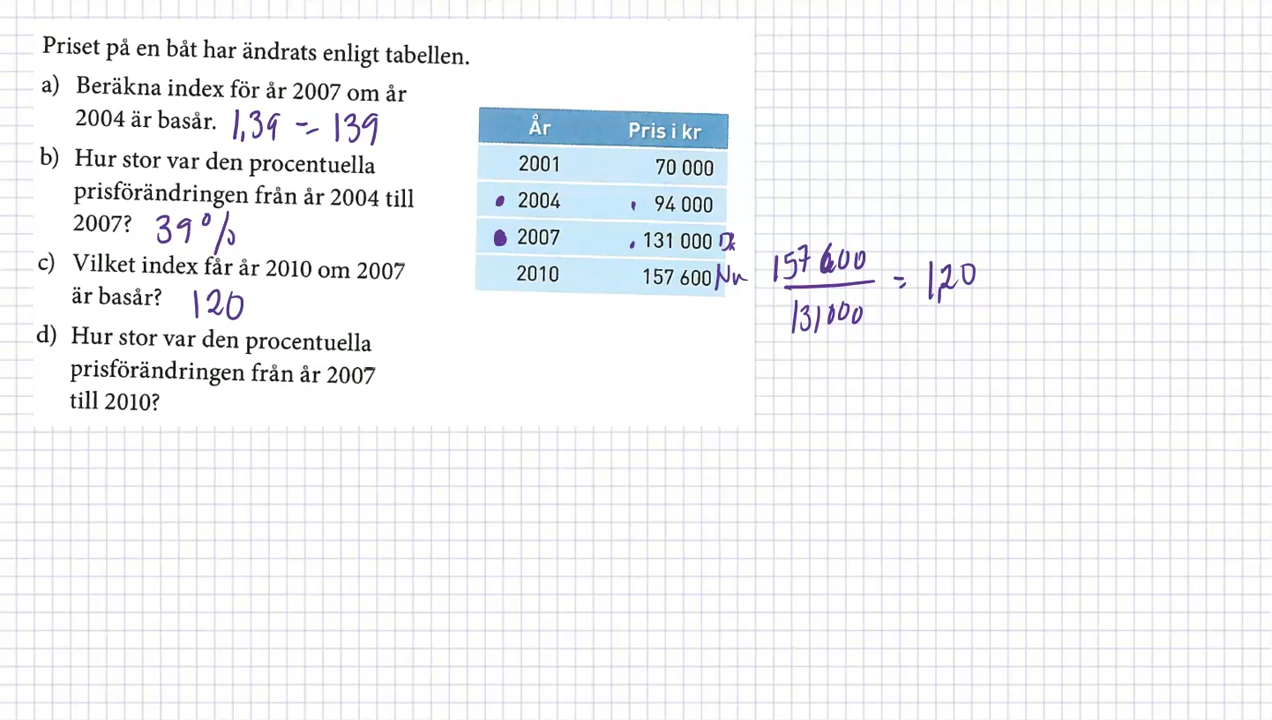 Priset på en båt har ändrats enligt tabellen.
a) Beräkna index för år 2007 om år
2004 är basår. 1,39 = 139
b) Hur stor var den procentuella
prisförändringen från år 2004 till
2007? 39%
c) Vilket index får år 2010 om 2007
är basår? 120
d) Hur stor var den procentuella
prisförändringen från år 2007
till 2010?
År Pris i kr
2001 70 000
2004 94 000
2007 131 000
2010 157 600 Nu
157 600
131000
= 1,20